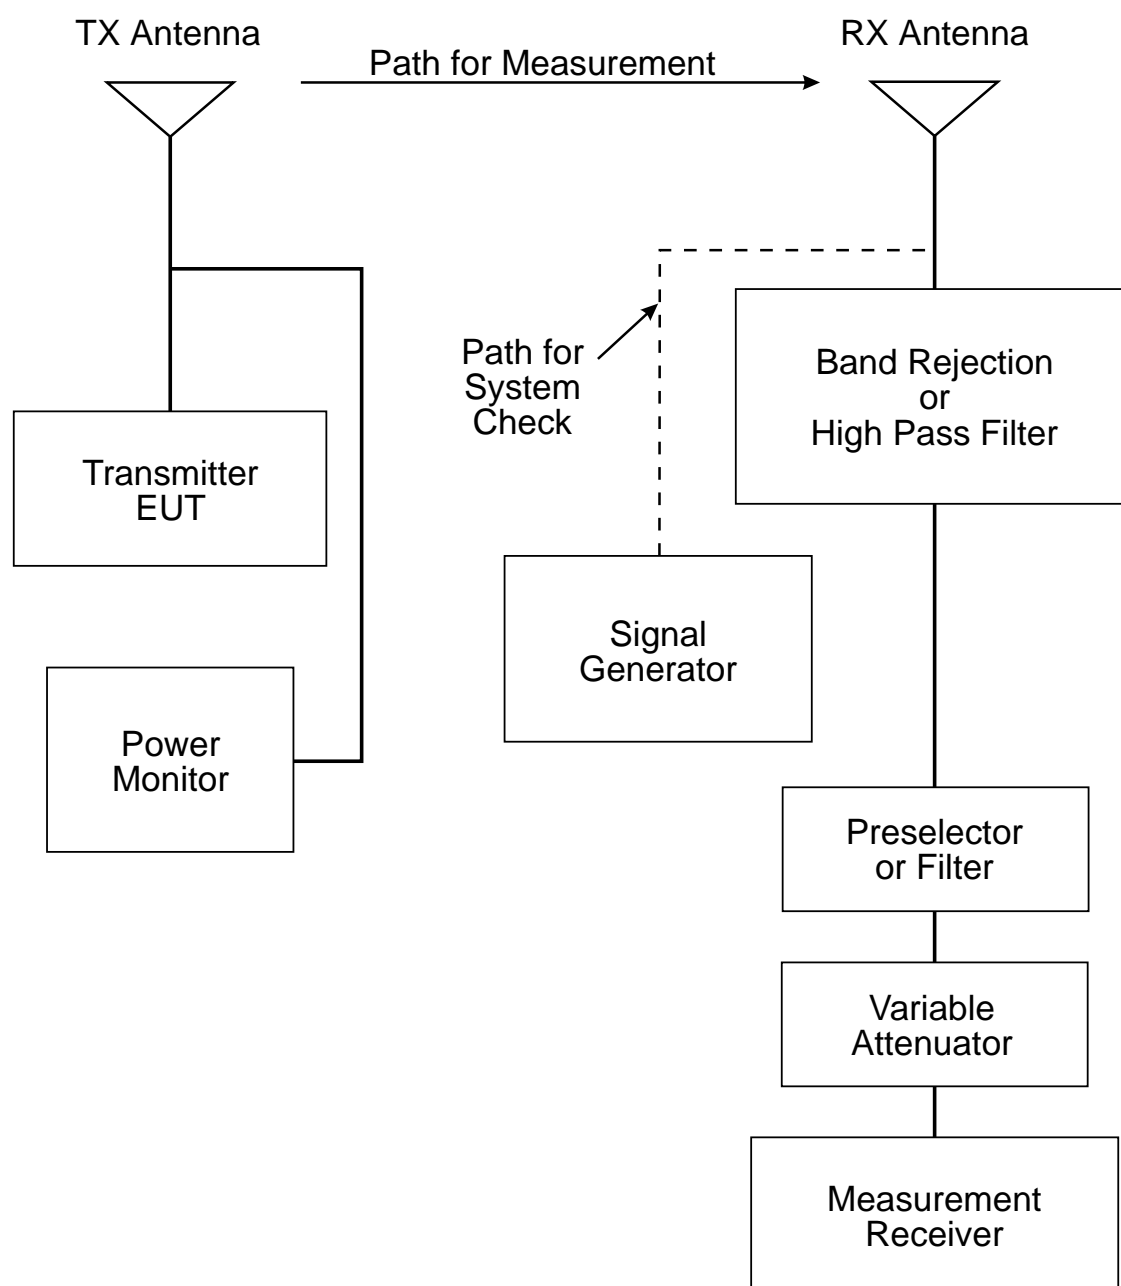 TX Antenna
RX Antenna
Path for Measurement
Path for
System
Check
Band Rejection
or
High Pass Filter
Transmitter
EUT
Signal
Generator
Power
Monitor
Preselector
or Filter
Variable
Attenuator
Measurement
Receiver